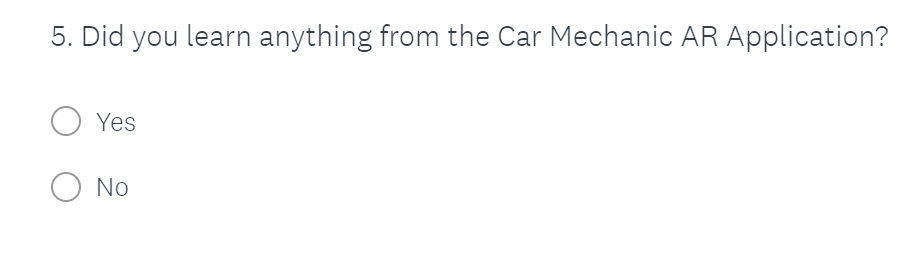 5. Did you learn anything from the Car Mechanic AR Application?
Yes
No